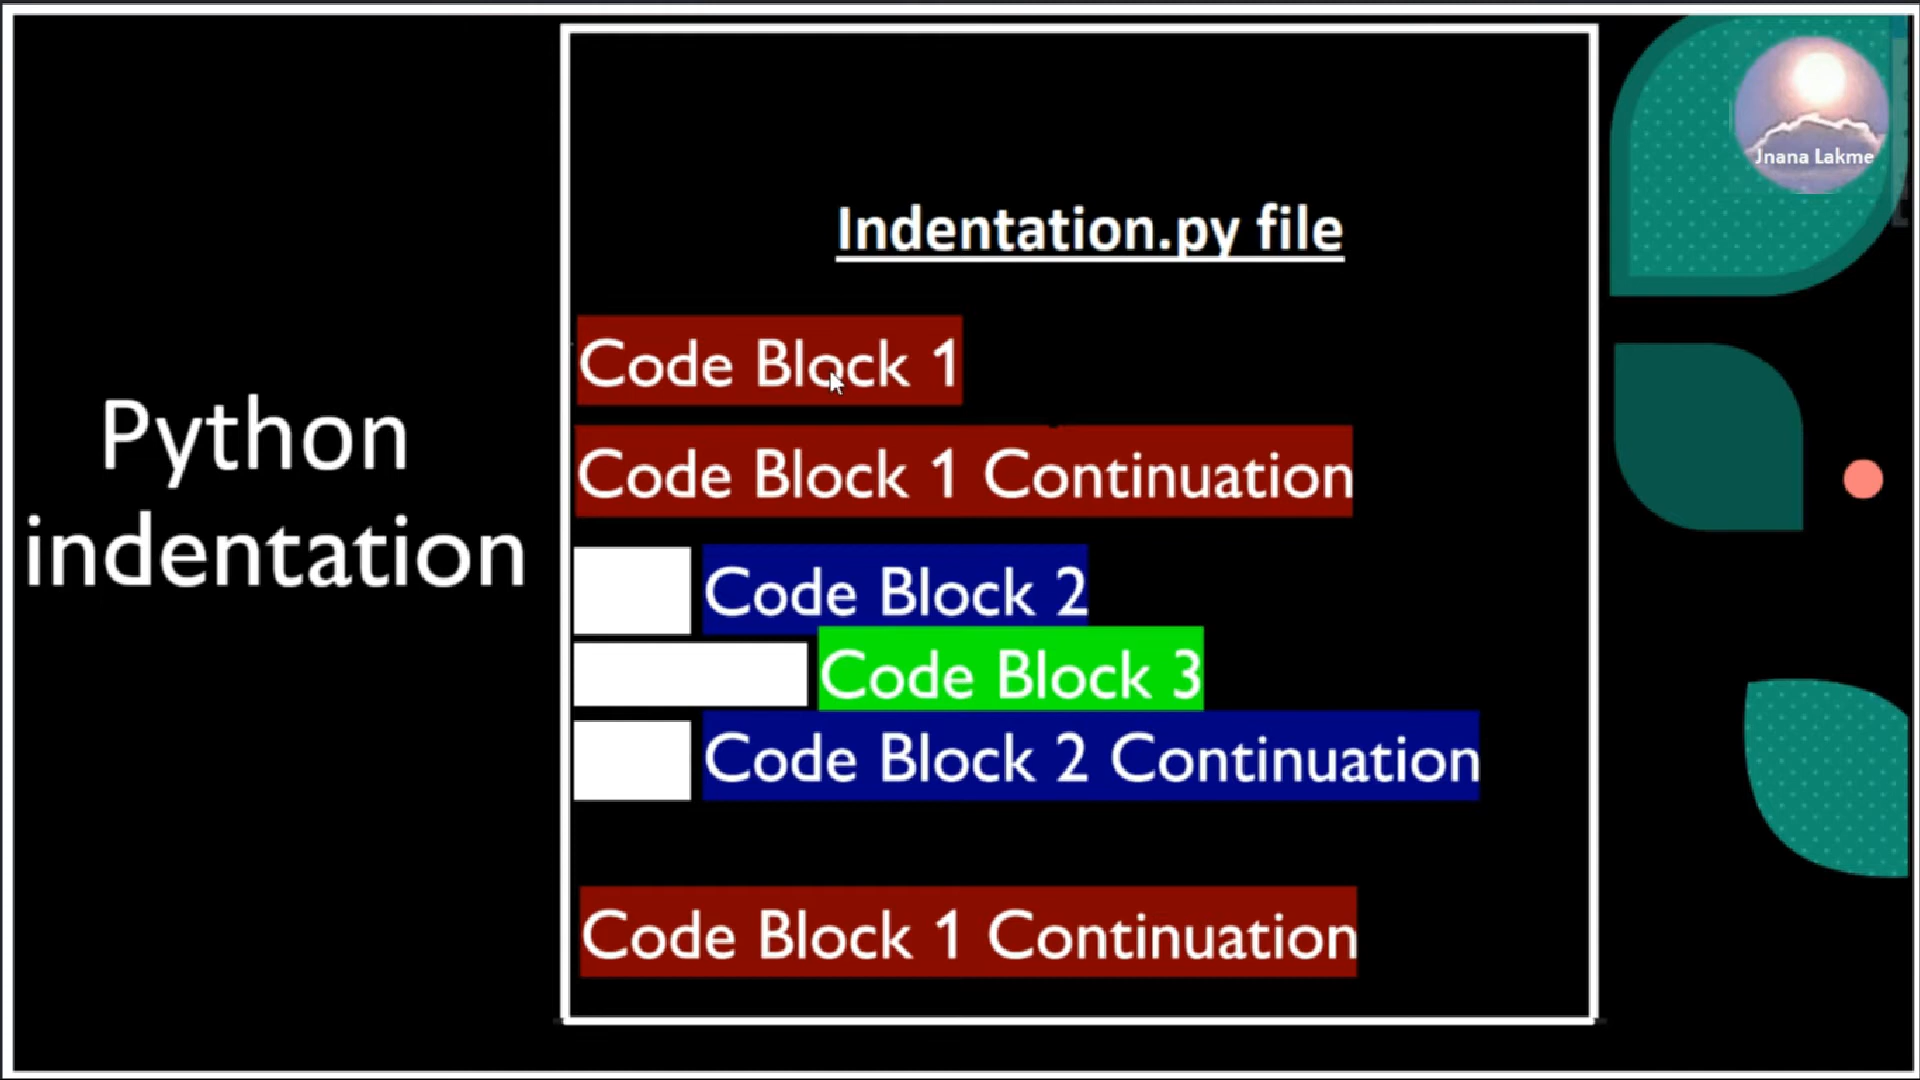 Jnana Lakme
Indentation.py file
Python
indentation
Code Block 1
Code Block 1 Continuation
Code Block 2
Code Block 3
Code Block 2 Continuation
Code Block 1 Continuation